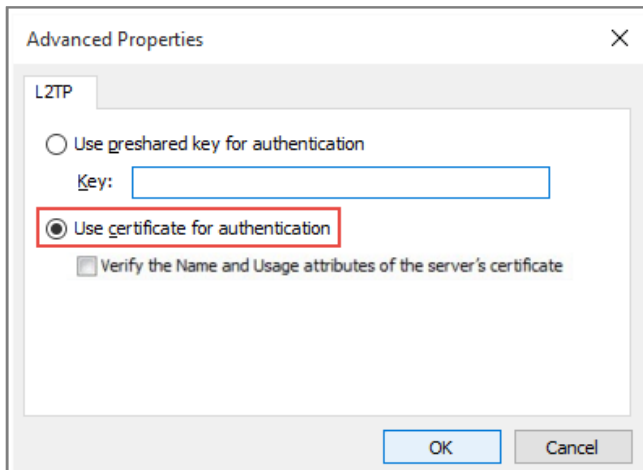 Advanced Properties
L2TP
Use preshared key for authentication
Key:
Use certificate for authentication
Verify the Name and Usage attributes of the server's certificate
OK Cancel